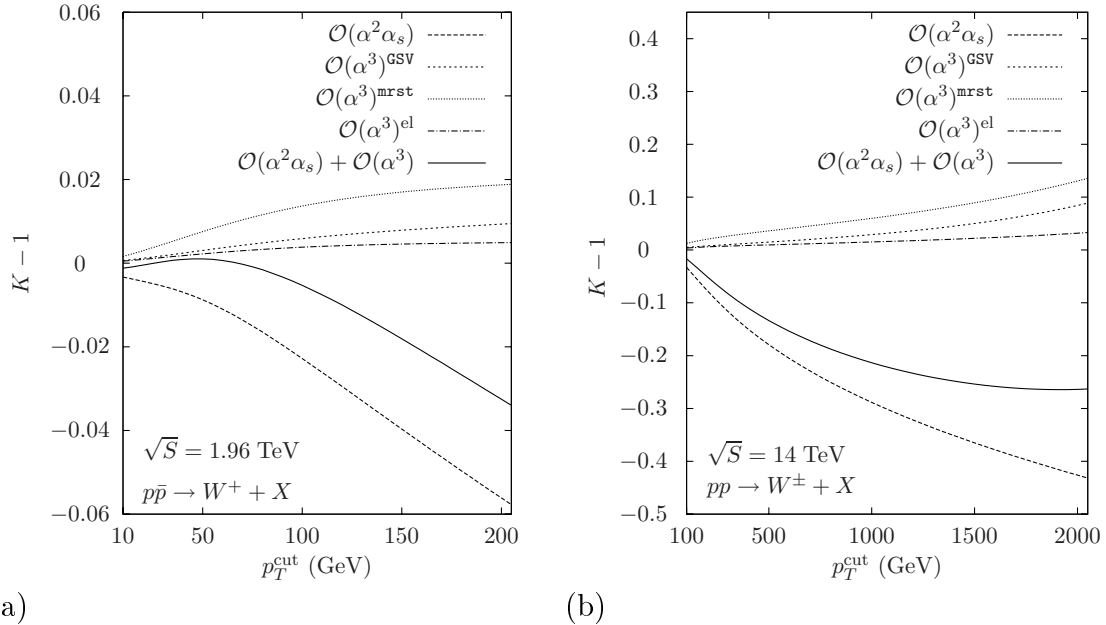 0.06
0.04
0.02
0
−0.02
−0.04
−0.06
K − 1
𝒪(α²αₛ)
𝒪(α³)ᴳˢⱽ
𝒪(α³)ᵐʳˢᵗ
𝒪(α³)ᵉˡ
𝒪(α²αₛ) + 𝒪(α³)
√S = 1.96 TeV
pp̄ → W⁺ + X
10 50 100 150 200
p_T^cut (GeV)
a)
0.4
0.3
0.2
0.1
0
−0.1
−0.2
−0.3
−0.4
−0.5
K − 1
𝒪(α²αₛ)
𝒪(α³)ᴳˢⱽ
𝒪(α³)ᵐʳˢᵗ
𝒪(α³)ᵉˡ
𝒪(α²αₛ) + 𝒪(α³)
√S = 14 TeV
pp → W^± + X
100 500 1000 1500 2000
p_T^cut (GeV)
(b)